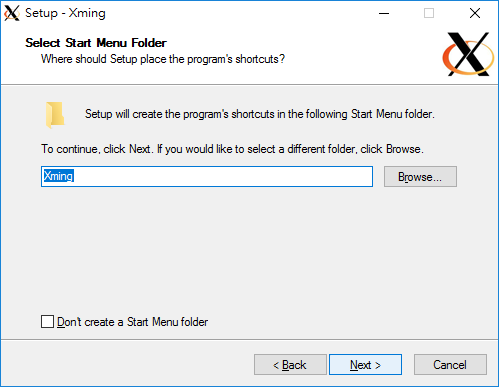 Setup - Xming
Select Start Menu Folder
Where should Setup place the program's shortcuts?
Setup will create the program's shortcuts in the following Start Menu folder.
To continue, click Next. If you would like to select a different folder, click Browse.
Xming
Browse...
Don't create a Start Menu folder
< Back
Next >
Cancel